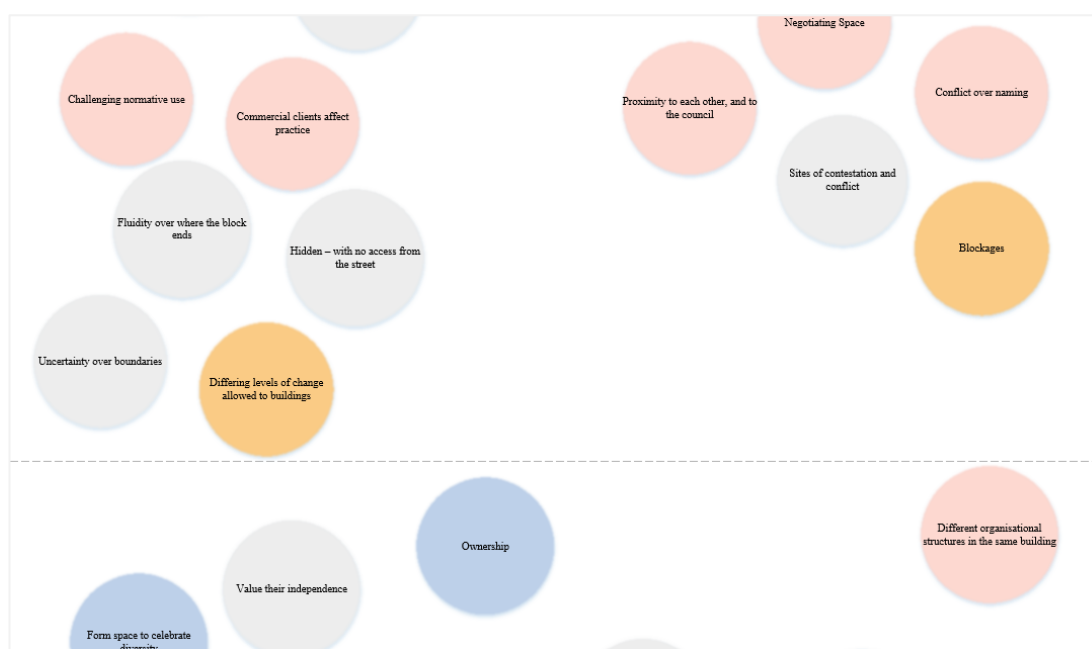 Negotiating Space
Challenging normative use
Commercial clients affect
practice
Proximity to each other, and to
the council
Conflict over naming
Sites of contestation and
conflict
Fluidity over where the block
ends
Hidden – with no access from
the street
Blockages
Uncertainty over boundaries
Differing levels of change
allowed to buildings
Different organisational
structures in the same building
Ownership
Value their independence
Form space to celebrate
diversity